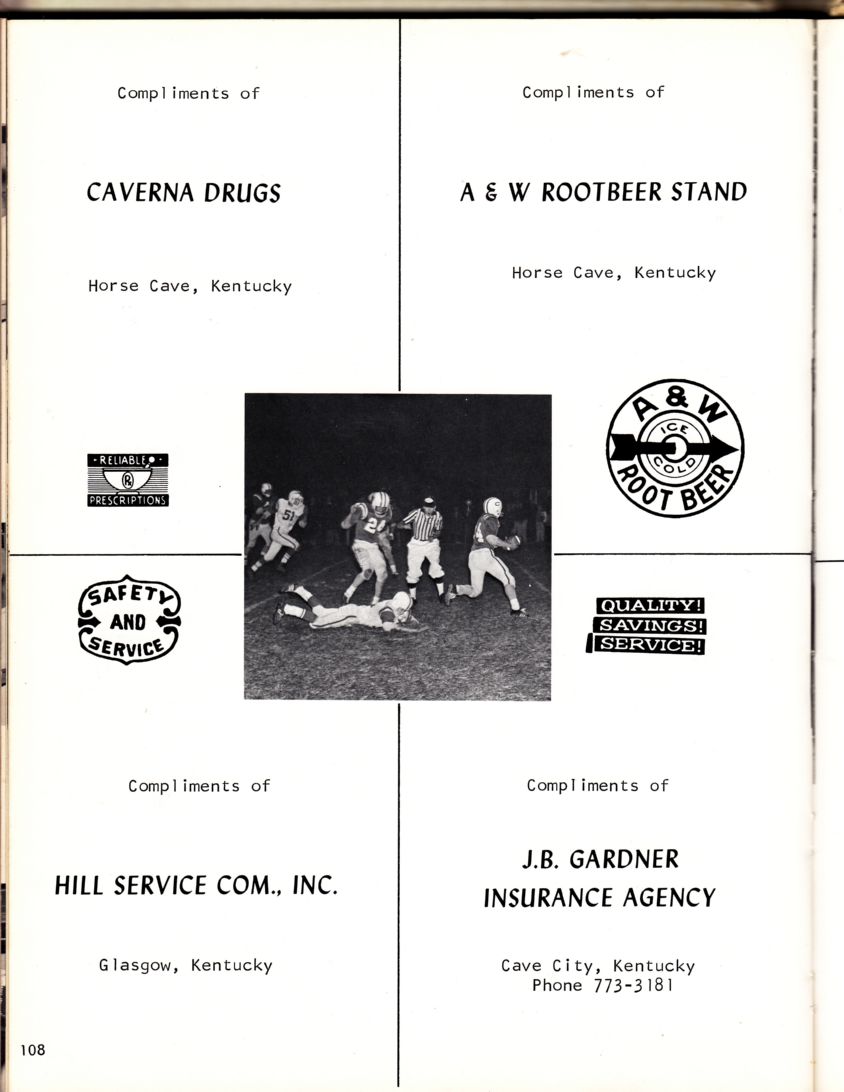 Compliments of
CAVERNA DRUGS
Horse Cave, Kentucky
• RELIABLE •
Rx
PRESCRIPTIONS
Compliments of
A & W ROOTBEER STAND
Horse Cave, Kentucky
A & W
ICE
COLD
ROOT BEER
51
SAFETY
AND
SERVICE
Compliments of
HILL SERVICE COM., INC.
Glasgow, Kentucky
QUALITY!
SAVINGS!
SERVICE!
Compliments of
J.B. GARDNER
INSURANCE AGENCY
Cave City, Kentucky
Phone 773-3181
108